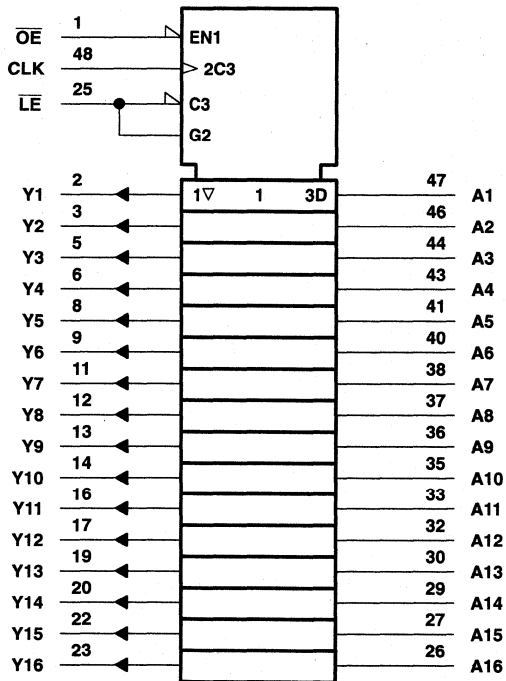 1
OE EN1
48
CLK 2C3
25
LE C3
G2
2 47
Y1 1▽ 1 3D A1
3 46
Y2 A2
5 44
Y3 A3
6 43
Y4 A4
8 41
Y5 A5
9 40
Y6 A6
11 38
Y7 A7
12 37
Y8 A8
13 36
Y9 A9
14 35
Y10 A10
16 33
Y11 A11
17 32
Y12 A12
19 30
Y13 A13
20 29
Y14 A14
22 27
Y15 A15
23 26
Y16 A16